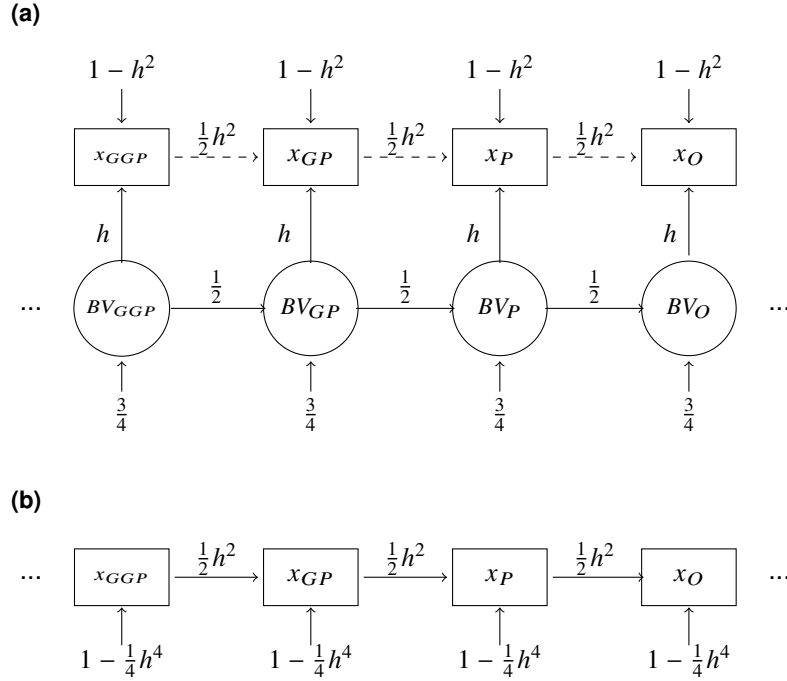 (a)
1 − h² 1 − h² 1 − h² 1 − h²
x_GGP ½h² x_GP ½h² x_P ½h² x_O
h h h h
... BV_GGP ½ BV_GP ½ BV_P ½ BV_O ...
¾ ¾ ¾ ¾
(b)
... x_GGP ½h² x_GP ½h² x_P ½h² x_O ...
1 − ¼h⁴ 1 − ¼h⁴ 1 − ¼h⁴ 1 − ¼h⁴